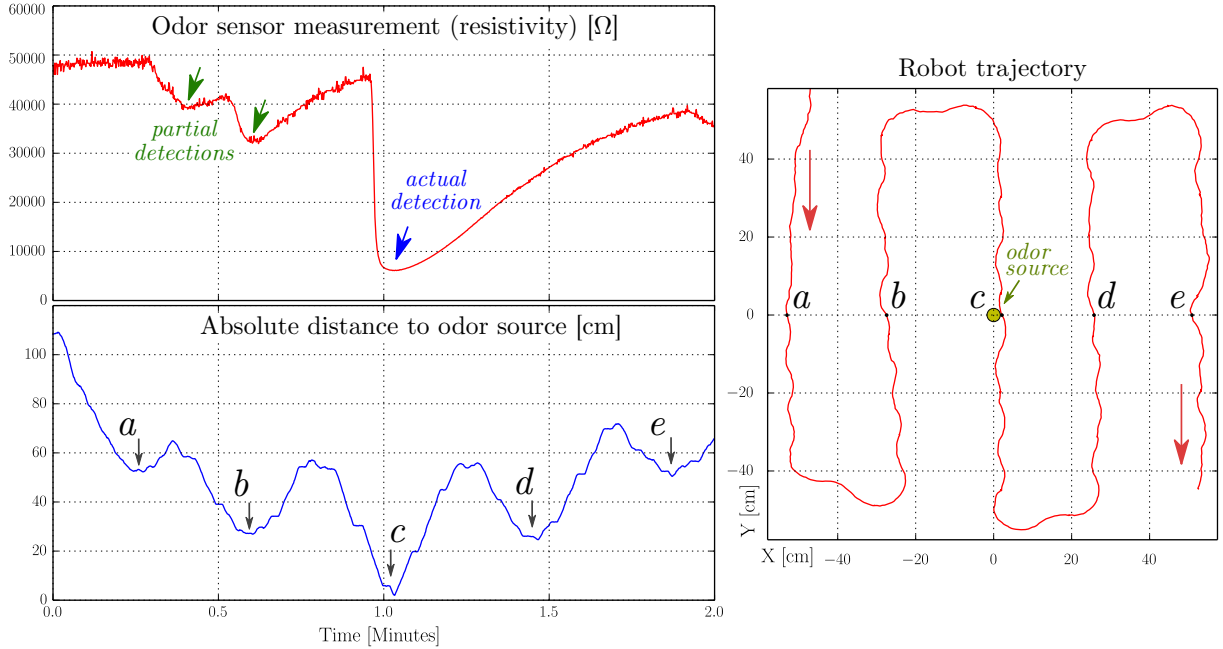 Odor sensor measurement (resistivity) [Ω]
60000
50000
40000
30000
20000
10000
0
partial
detections
actual
detection
Absolute distance to odor source [cm]
100
80
60
40
20
0
a
b
c
d
e
0.0
0.5
1.0
1.5
2.0
Time [Minutes]
Robot trajectory
40
20
0
−20
−40
Y [cm]
a
b
c
d
e
odor
source
X [cm]
−40
−20
0
20
40